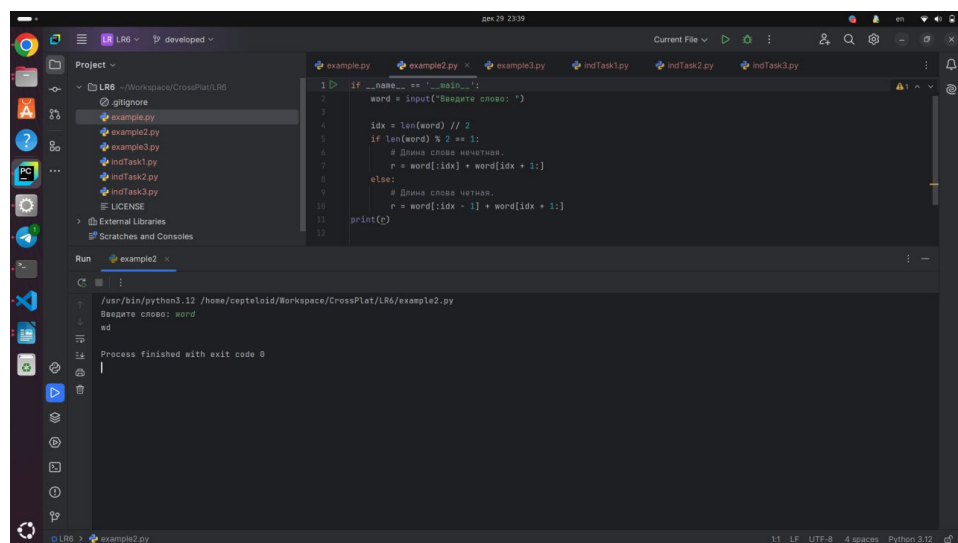 дек 29 23:39
en
LR LR6 developed
Current File
Project
example.py example2.py example3.py indTask1.py indTask2.py indTask3.py
LR6 ~/Workspace/CrossPlat/LR6
.gitignore
example.py
example2.py
example3.py
indTask1.py
indTask2.py
indTask3.py
LICENSE
External Libraries
Scratches and Consoles
1 if __name__ == '__main__':
2 word = input("Введите слово: ")
3
4 idx = len(word) // 2
5 if len(word) % 2 == 1:
6 # Длина слова нечетная.
7 r = word[:idx] + word[idx + 1:]
8 else:
9 # Длина слова четная.
10 r = word[:idx - 1] + word[idx + 1:]
11 print(r)
12
1
PC
1
Run example2
/usr/bin/python3.12 /home/cepteloid/Workspace/CrossPlat/LR6/example2.py
Введите слово: word
wd
Process finished with exit code 0
LR6 > example2.py
1:1 LF UTF-8 4 spaces Python 3.12